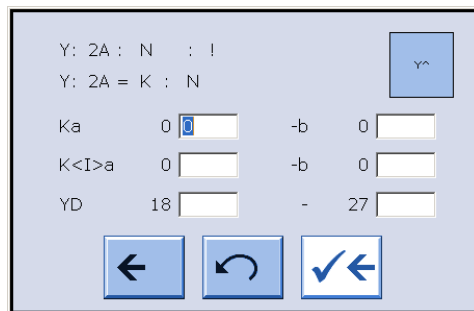 Y: 2A : N : !
Y: 2A = K : N
Y^
Ka 0 0 -b 0
K<I>a 0 -b 0
YD 18 - 27